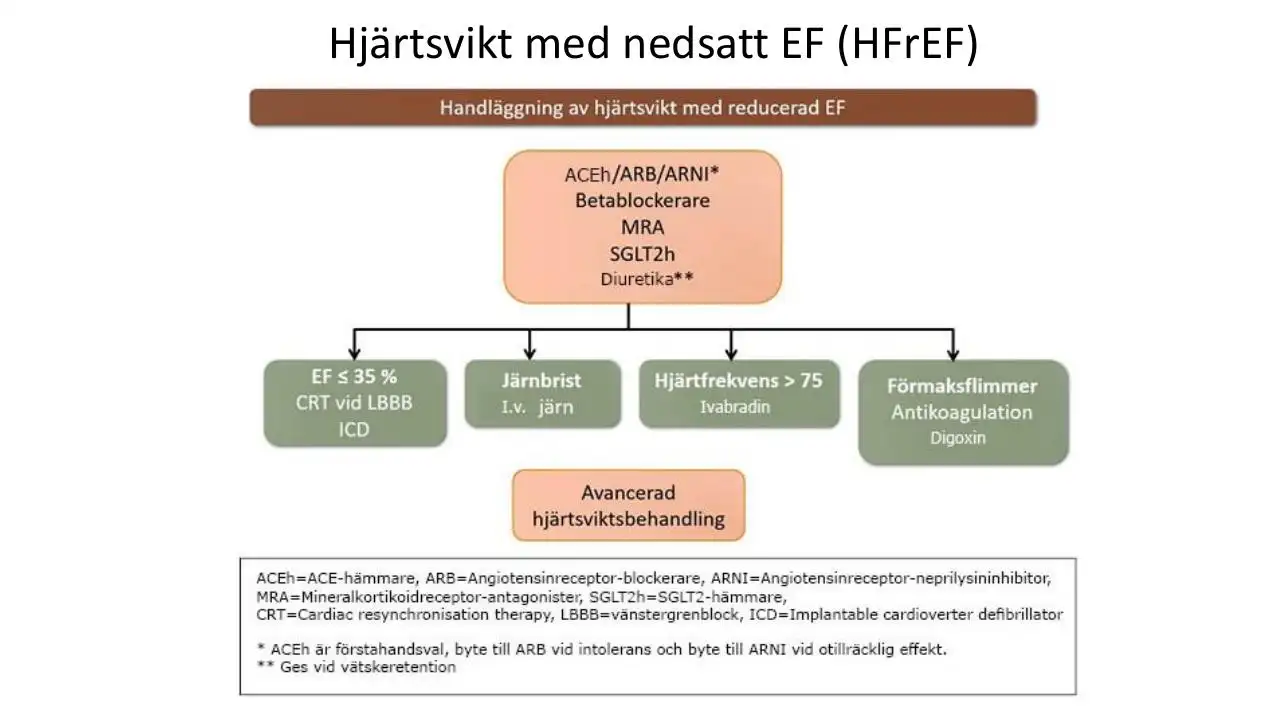 Hjärtsvikt med nedsatt EF (HFrEF)
Handläggning av hjärtsvikt med reducerad EF
ACEh/ARB/ARNI*
Betablockerare
MRA
SGLT2h
Diuretika**
EF ≤ 35 %
CRT vid LBBB
ICD
Järnbrist
I.v. järn
Hjärtfrekvens > 75
Ivabradin
Förmaksflimmer
Antikoagulation
Digoxin
Avancerad
hjärtsviktsbehandling
ACEh=ACE-hämmare, ARB=Angiotensinreceptor-blockerare, ARNI=Angiotensinreceptor-neprilysininhibitor,
MRA=Mineralkortikoidreceptor-antagonister, SGLT2h=SGLT2-hämmare,
CRT=Cardiac resynchronisation therapy, LBBB=vänstergrenblock, ICD=Implantable cardioverter defibrillator
* ACEh är förstahandsval, byte till ARB vid intolerans och byte till ARNI vid otillräcklig effekt.
** Ges vid vätskeretention